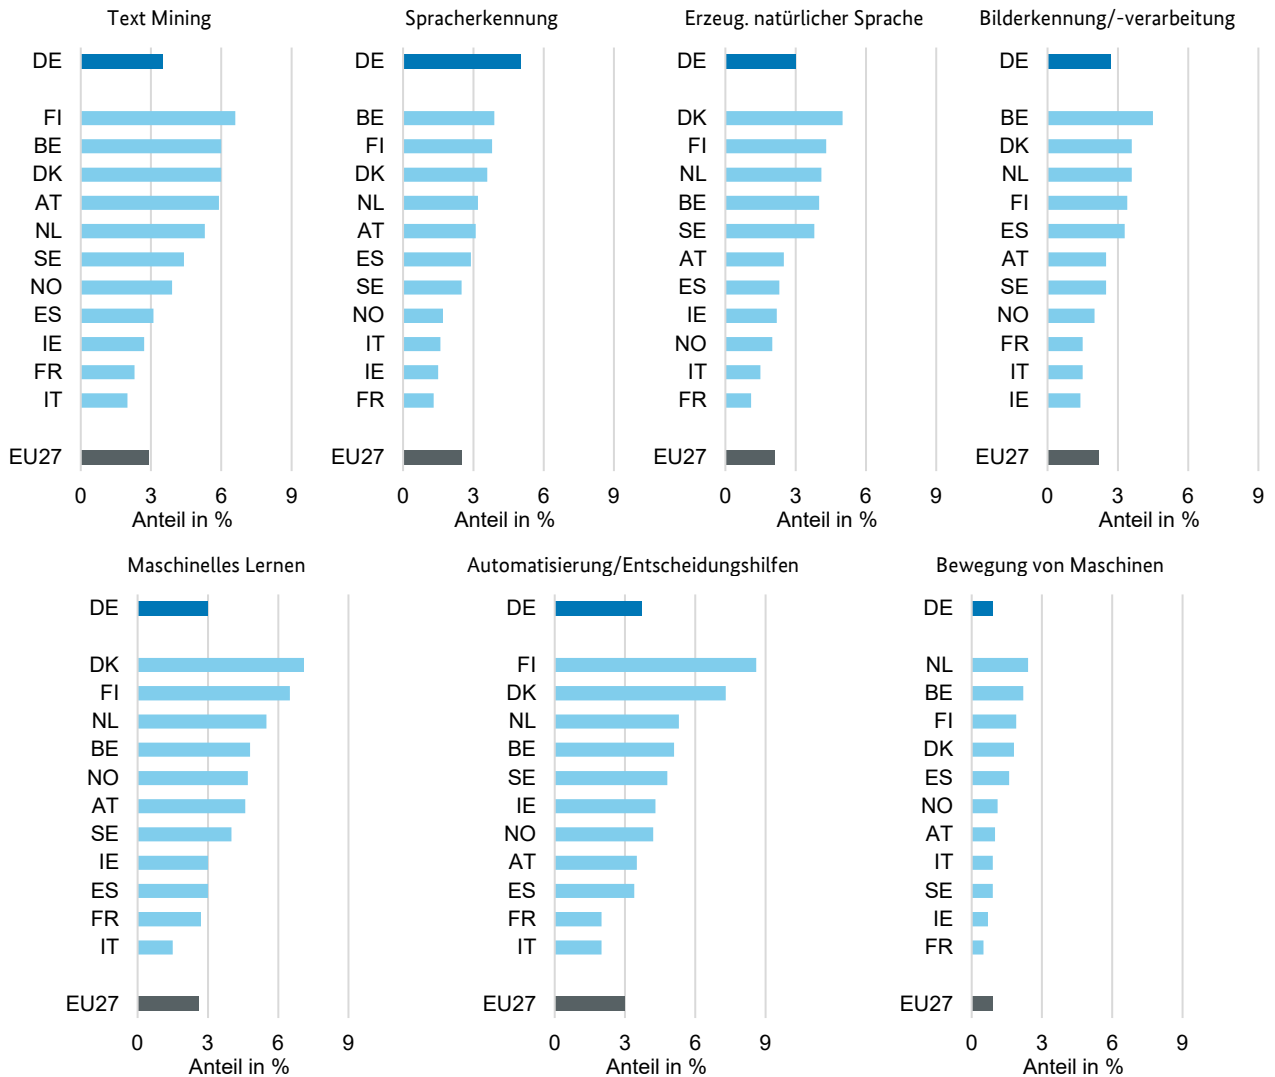 Text Mining
DE
FI
BE
DK
AT
NL
SE
NO
ES
IE
FR
IT
EU27
0 3 6 9
Anteil in %
Spracherkennung
DE
BE
FI
DK
NL
AT
ES
SE
NO
IT
IE
FR
EU27
0 3 6 9
Anteil in %
Erzeug. natürlicher Sprache
DE
DK
FI
NL
BE
SE
AT
ES
IE
NO
IT
FR
EU27
0 3 6 9
Anteil in %
Bilderkennung/-verarbeitung
DE
BE
DK
NL
FI
ES
AT
SE
NO
FR
IT
IE
EU27
0 3 6 9
Anteil in %
Maschinelles Lernen
DE
DK
FI
NL
BE
NO
AT
SE
IE
ES
FR
IT
EU27
0 3 6 9
Anteil in %
Automatisierung/Entscheidungshilfen
DE
FI
DK
NL
BE
SE
IE
NO
AT
ES
FR
IT
EU27
0 3 6 9
Anteil in %
Bewegung von Maschinen
DE
NL
BE
FI
DK
ES
NO
AT
IT
SE
IE
FR
EU27
0 3 6 9
Anteil in %